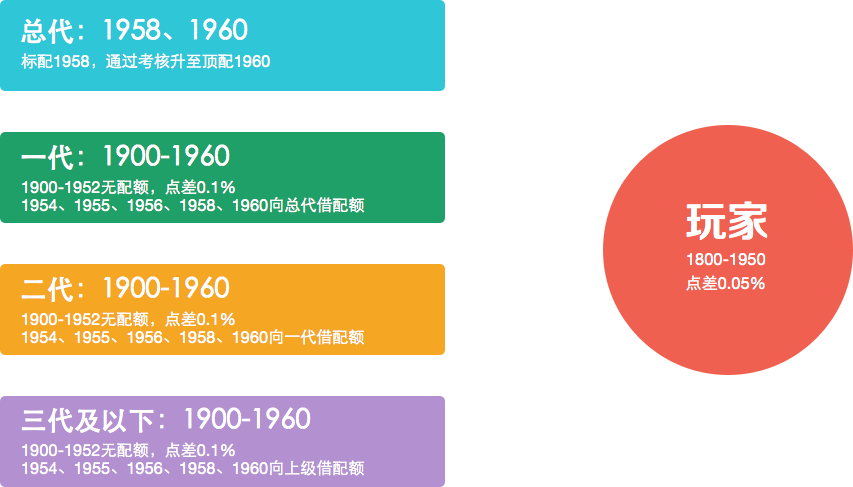 总代：1958、1960
标配1958，通过考核升至顶配1960
一代：1900-1960
1900-1952无配额，点差0.1%
1954、1955、1956、1958、1960向总代借配额
二代：1900-1960
1900-1952无配额，点差0.1%
1954、1955、1956、1958、1960向一代借配额
三代及以下：1900-1960
1900-1952无配额，点差0.1%
1954、1955、1956、1958、1960向上级借配额
玩家
1800-1950
点差0.05%